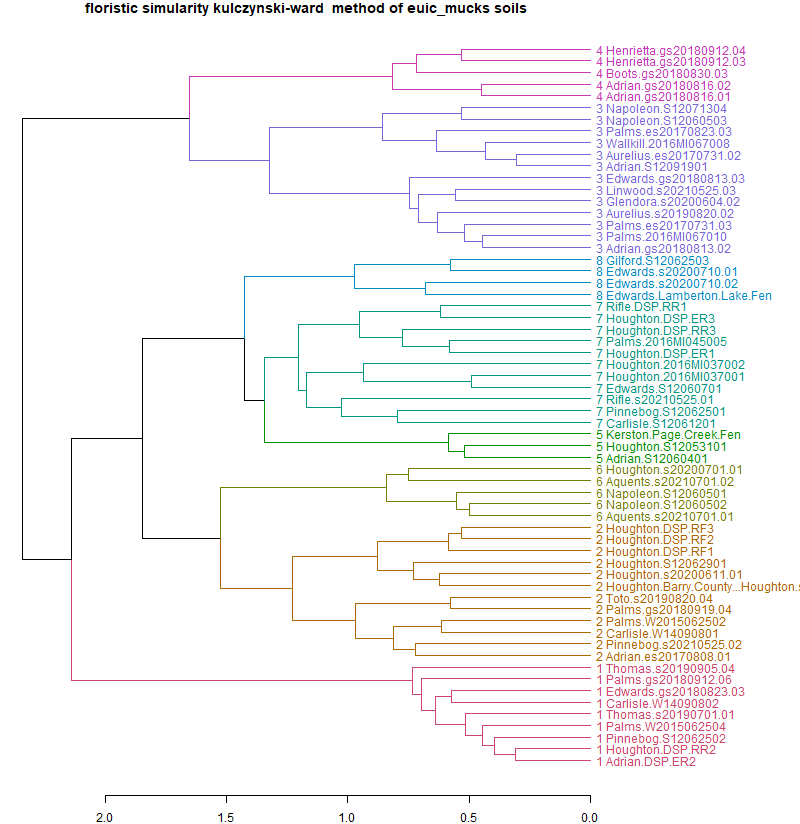 floristic simularity kulczynski-ward method of euic_mucks soils
4 Henrietta.gs20180912.04
4 Henrietta.gs20180912.03
4 Boots.gs20180830.03
4 Adrian.gs20180816.02
4 Adrian.gs20180816.01
3 Napoleon.S12071304
3 Napoleon.S12060503
3 Palms.es20170823.03
3 Wallkill.2016MI067008
3 Aurelius.es20170731.02
3 Adrian.S12091901
3 Edwards.gs20180813.03
3 Linwood.s20210525.03
3 Glendora.s20200604.02
3 Aurelius.s20190820.02
3 Palms.es20170731.03
3 Palms.2016MI067010
3 Adrian.gs20180813.02
8 Gilford.S12062503
8 Edwards.s20200710.01
8 Edwards.s20200710.02
8 Edwards.Lamberton.Lake.Fen
7 Rifle.DSP.RR1
7 Houghton.DSP.ER3
7 Houghton.DSP.RR3
7 Palms.2016MI045005
7 Houghton.DSP.ER1
7 Houghton.2016MI037002
7 Houghton.2016MI037001
7 Edwards.S12060701
7 Rifle.s20210525.01
7 Pinnebog.S12062501
7 Carlisle.S12061201
5 Kerston.Page.Creek.Fen
5 Houghton.S12053101
5 Adrian.S12060401
6 Houghton.s20200701.01
6 Aquents.s20210701.02
6 Napoleon.S12060501
6 Napoleon.S12060502
6 Aquents.s20210701.01
2 Houghton.DSP.RF3
2 Houghton.DSP.RF2
2 Houghton.DSP.RF1
2 Houghton.S12062901
2 Houghton.s20200611.01
2 Houghton.Barry.County...Houghton.s
2 Toto.s20190820.04
2 Palms.gs20180919.04
2 Palms.W2015062502
2 Carlisle.W14090801
2 Pinnebog.s20210525.02
2 Adrian.es20170808.01
1 Thomas.s20190905.04
1 Palms.gs20180912.06
1 Edwards.gs20180823.03
1 Carlisle.W14090802
1 Thomas.s20190701.01
1 Palms.W2015062504
1 Pinnebog.S12062502
1 Houghton.DSP.RR2
1 Adrian.DSP.ER2
2.0 1.5 1.0 0.5 0.0